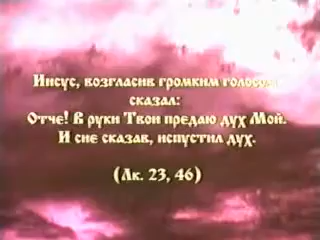 Иисус, возгласив громким голосом,
сказал:
Отче! В руки Твои предаю дух Мой.
И сие сказав, испустил дух.
(Лк. 23, 46)